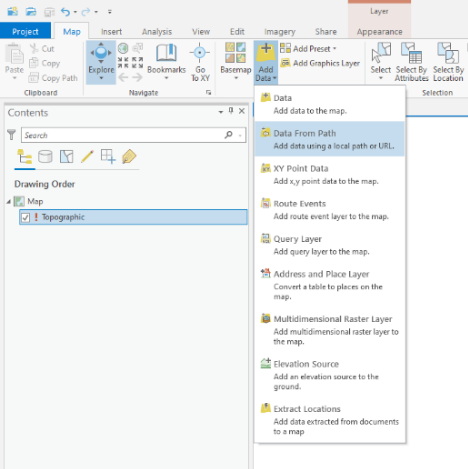 Layer
Project Map Insert Analysis View Edit Imagery Share Appearance
Cut
Copy
Copy Path
Paste
Explore
Bookmarks
Go To XY
Basemap
Add Data
Add Preset
Add Graphics Layer
Select
Select By Attributes
Select By Location
Clipboard
Navigate
Selection
Contents
Search
Drawing Order
Map
! Topographic
Data
Add data to the map.
Data From Path
Add data using a local path or URL.
XY Point Data
Add x,y point data to the map.
Route Events
Add route event layer to the map.
Query Layer
Add query layer to the map.
Address and Place Layer
Convert a table to places on the
map.
Multidimensional Raster Layer
Add multidimensional raster layer to
the map.
Elevation Source
Add an elevation source to the
ground.
Extract Locations
Add data extracted from documents
to a map